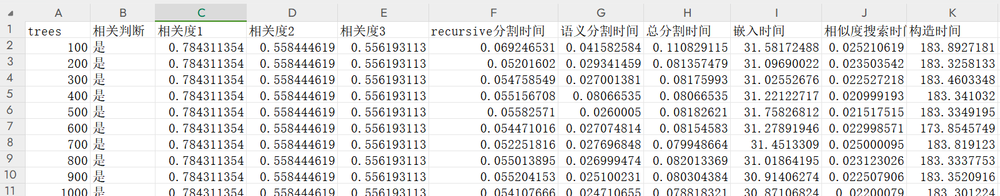 A B C D E F G H I J K
1 trees 相关判断 相关度1 相关度2 相关度3 recursive分割时间 语义分割时间 总分割时间 嵌入时间 相似度搜索时 构造时间
2 100 是 0.784311354 0.558444619 0.556193113 0.069246531 0.041582584 0.110829115 31.58172488 0.025210619 183.8927181
3 200 是 0.784311354 0.558444619 0.556193113 0.05201602 0.029341459 0.081357479 31.09690022 0.023503542 183.3258133
4 300 是 0.784311354 0.558444619 0.556193113 0.054758549 0.027001381 0.08175993 31.02552676 0.022527218 183.4603348
5 400 是 0.784311354 0.558444619 0.556193113 0.055156708 0.08066535 0.08066535 31.22122717 0.020999193 183.341032
6 500 是 0.784311354 0.558444619 0.556193113 0.05582571 0.0260005 0.08182621 31.75826812 0.021517515 183.3349195
7 600 是 0.784311354 0.558444619 0.556193113 0.054471016 0.027074814 0.08154583 31.27891946 0.022998571 173.8545749
8 700 是 0.784311354 0.558444619 0.556193113 0.052251816 0.027696848 0.079948664 31.4513309 0.025000095 183.819123
9 800 是 0.784311354 0.558444619 0.556193113 0.055013895 0.026999474 0.082013369 31.01864195 0.023123026 183.3337753
10 900 是 0.784311354 0.558444619 0.556193113 0.055204153 0.025100231 0.080304384 30.91406274 0.022507906 183.3520916
11 1000 是 0.784311354 0.558444619 0.556193113 0.054107666 0.024710655 0.078818321 30.87106824 0.02200079 183.301224